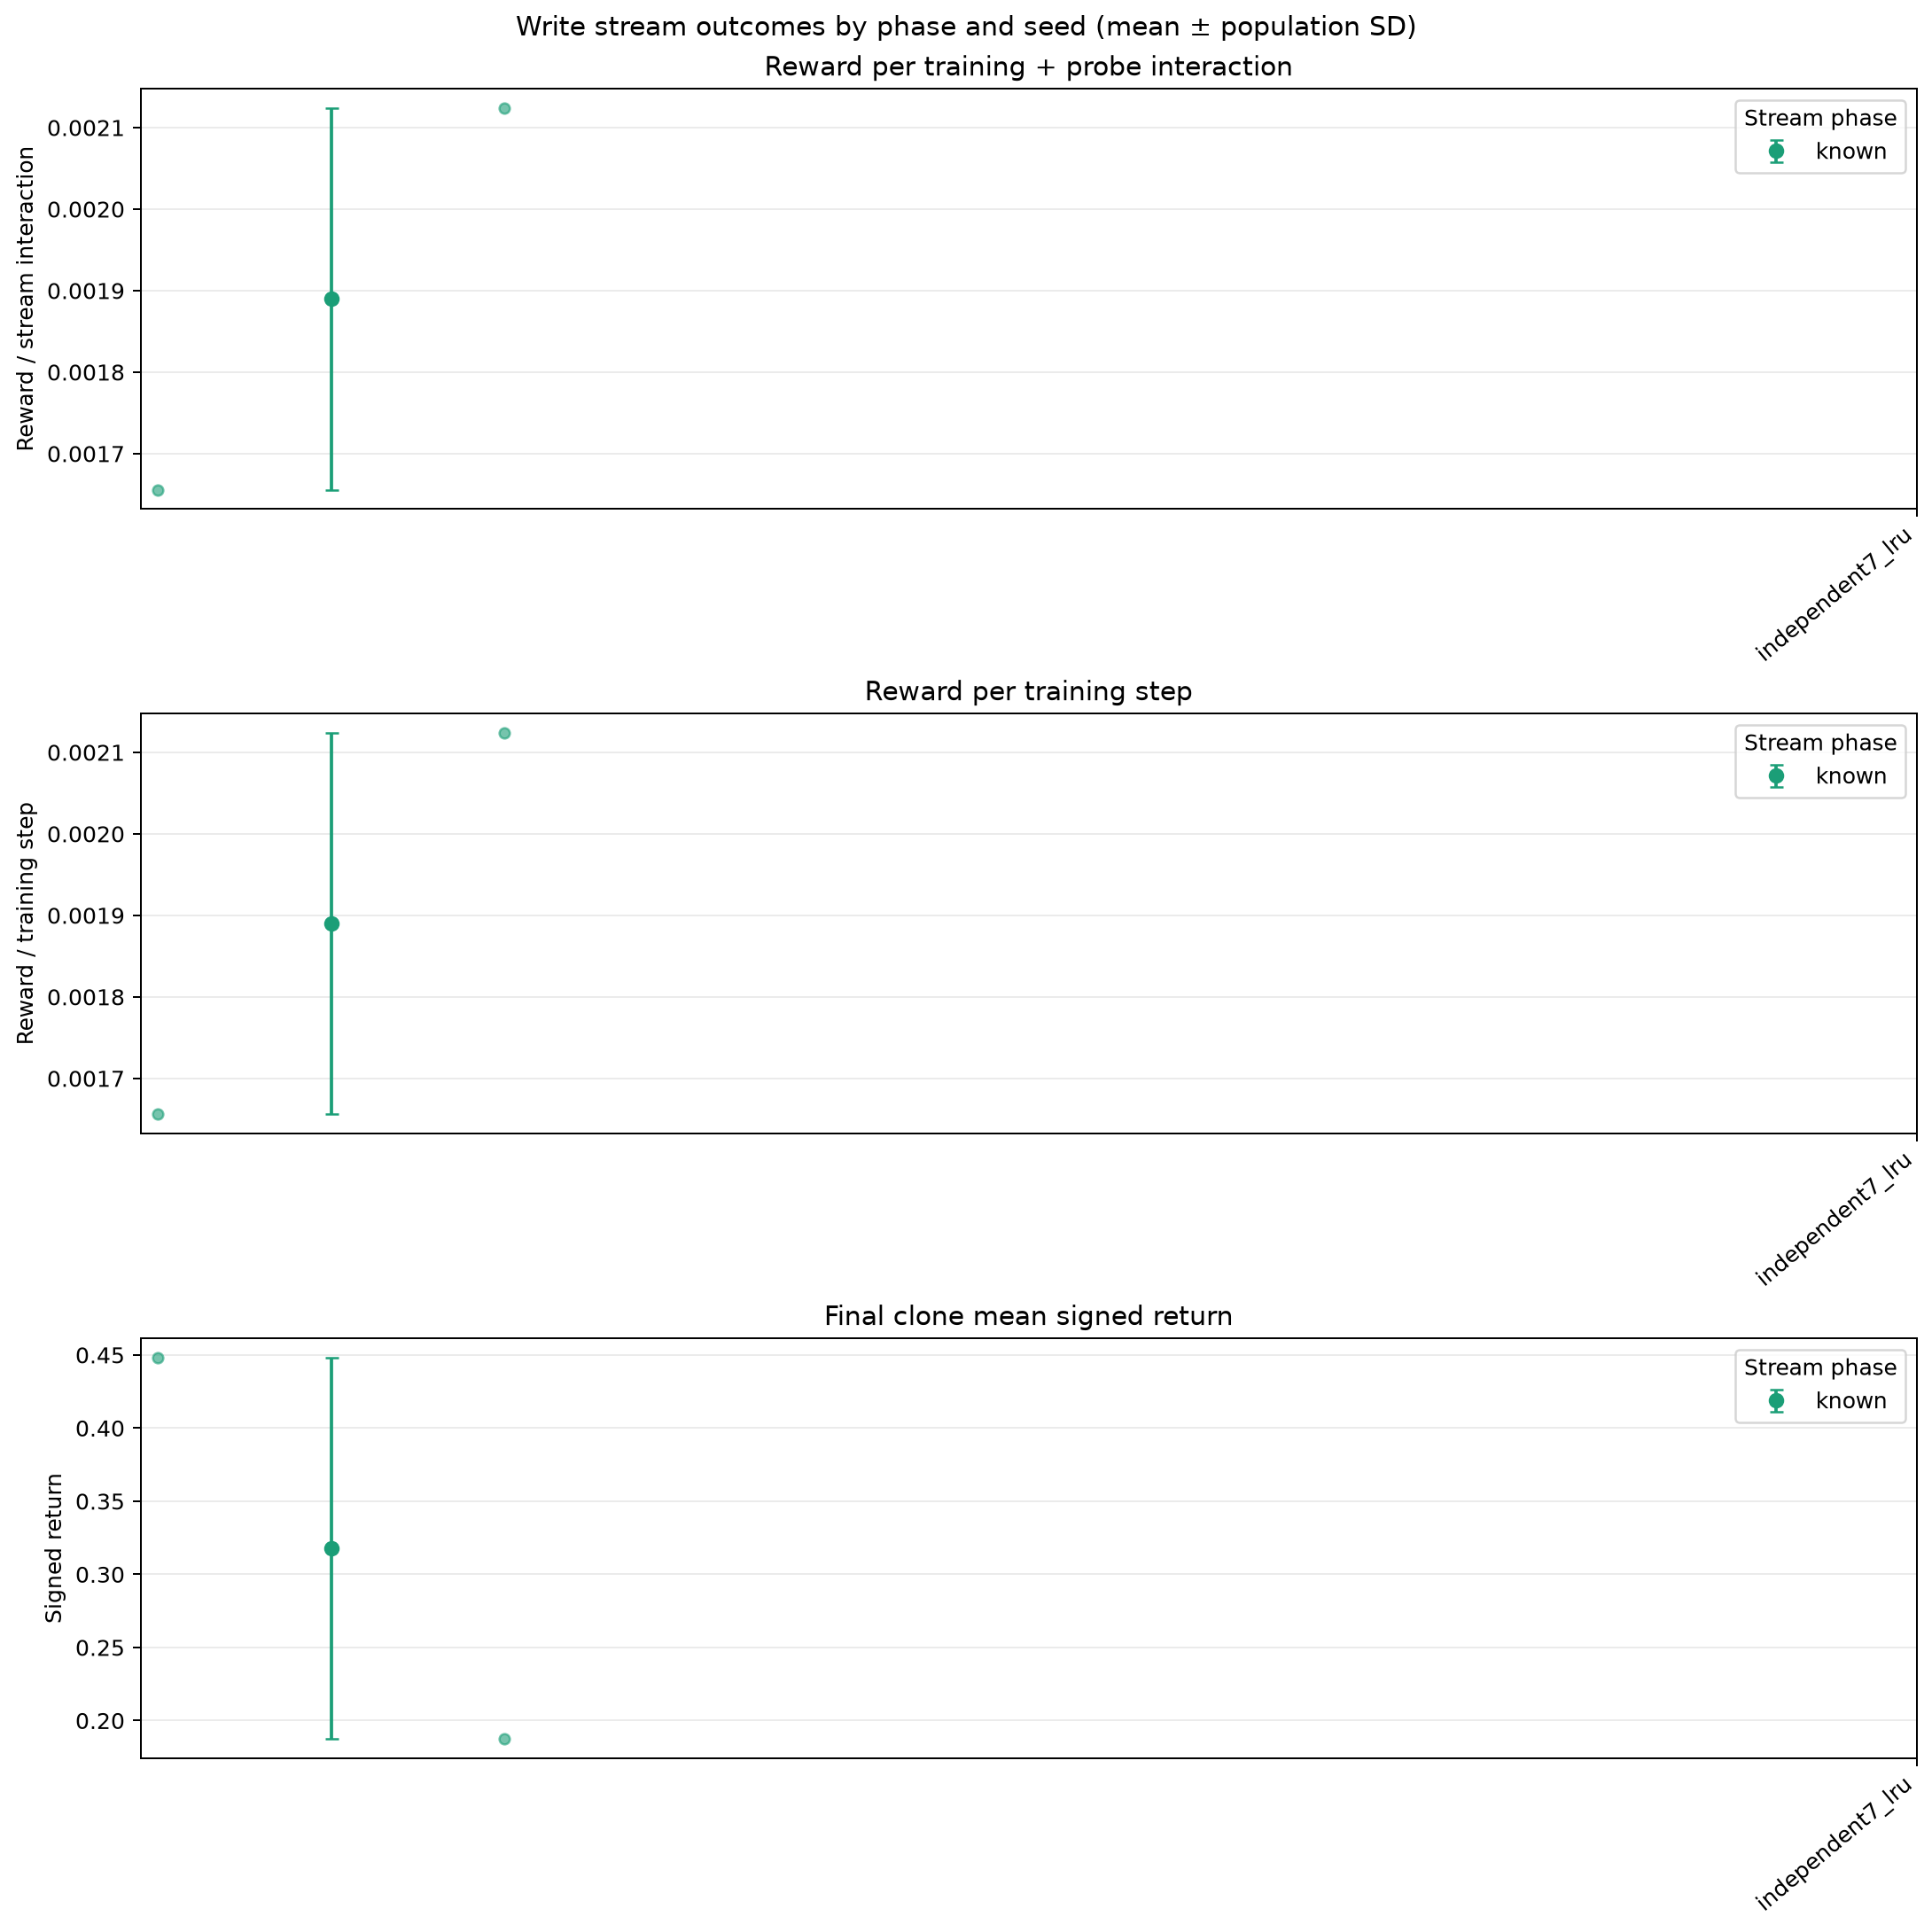 Write stream outcomes by phase and seed (mean ± population SD)
Reward per training + probe interaction
Reward / stream interaction
0.0021
0.0020
0.0019
0.0018
0.0017
Stream phase
known
independent7_lru
Reward per training step
Reward / training step
0.0021
0.0020
0.0019
0.0018
0.0017
Stream phase
known
independent7_lru
Final clone mean signed return
Signed return
0.45
0.40
0.35
0.30
0.25
0.20
Stream phase
known
independent7_lru